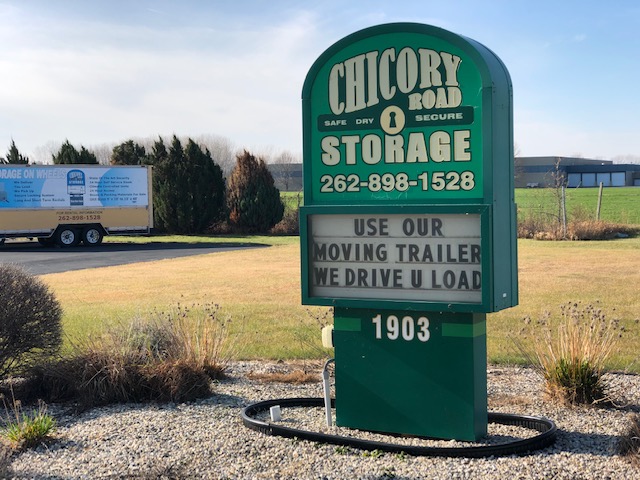 CHICORY
ROAD
SAFE DRY SECURE
STORAGE
262-898-1528
USE OUR
MOVING TRAILER
WE DRIVE U LOAD
1903
RAGE ON WHEELS
262-898-1528